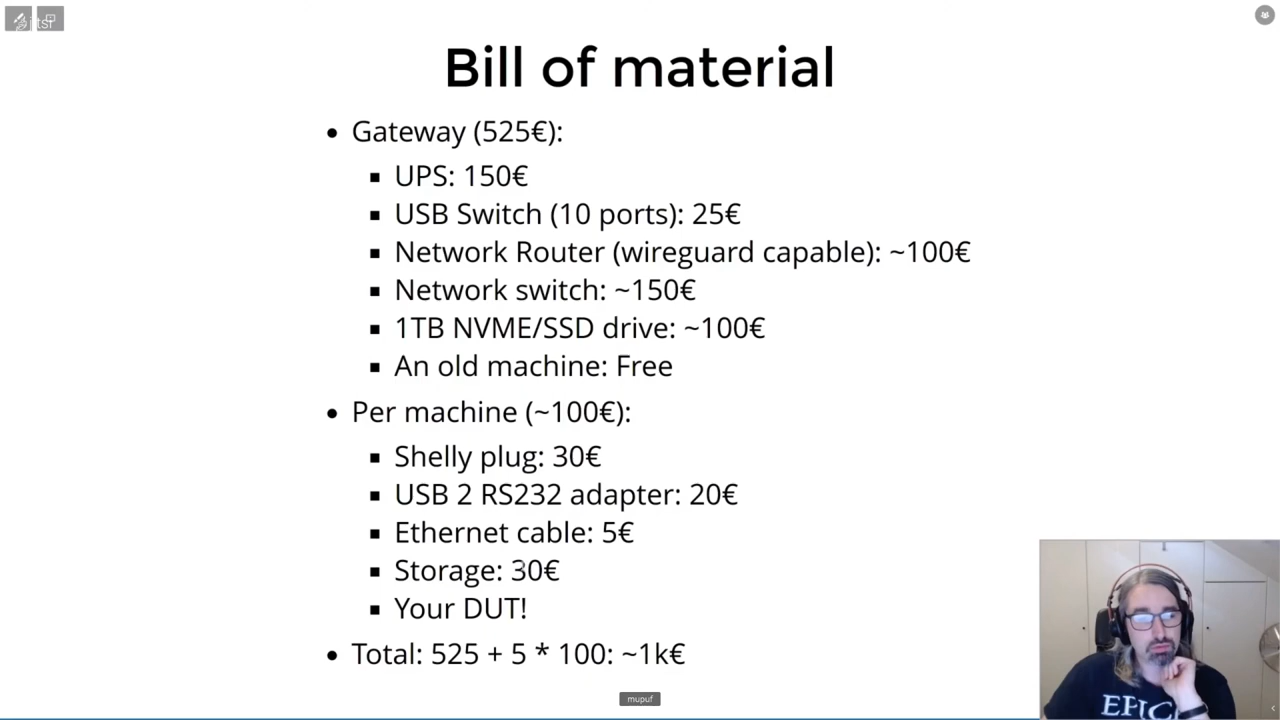 jitsi
Bill of material
Gateway (525€):
UPS: 150€
USB Switch (10 ports): 25€
Network Router (wireguard capable): ~100€
Network switch: ~150€
1TB NVME/SSD drive: ~100€
An old machine: Free
Per machine (~100€):
Shelly plug: 30€
USB 2 RS232 adapter: 20€
Ethernet cable: 5€
Storage: 30€
Your DUT!
Total: 525 + 5 * 100: ~1k€
mupuf
EPIC